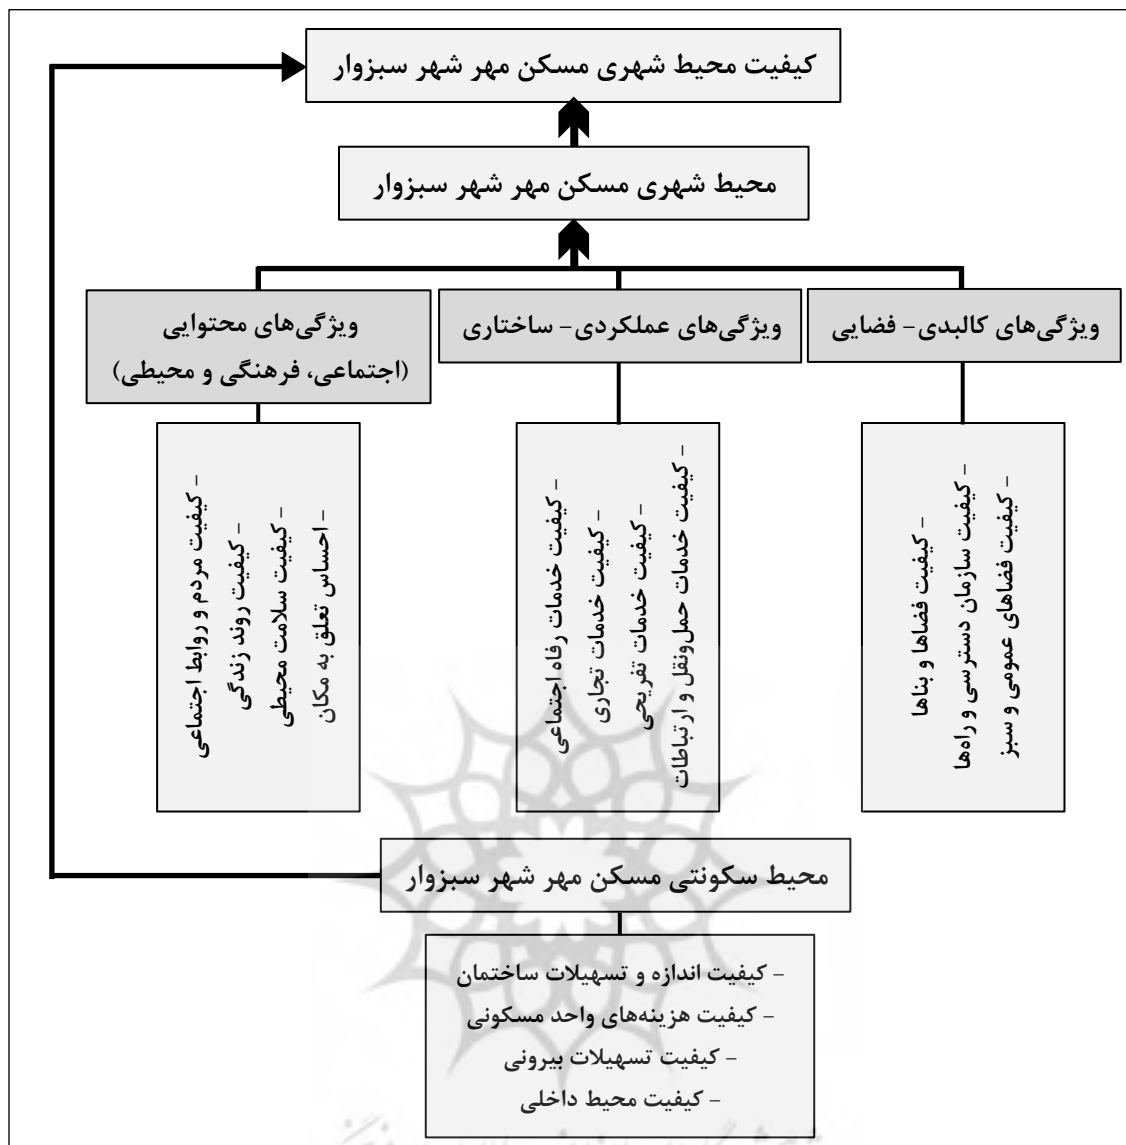 کیفیت محیط شهری مسکن مهر شهر سبزوار
محیط شهری مسکن مهر شهر سبزوار
ویژگی‌های کالبدی- فضایی
ویژگی‌های عملکردی- ساختاری
ویژگی‌های محتوایی
(اجتماعی، فرهنگی و محیطی)
- کیفیت فضاها و بناها
- کیفیت سازمان دسترسی و راه‌ها
- کیفیت فضاهای عمومی و سبز
- کیفیت خدمات رفاه اجتماعی
- کیفیت خدمات تجاری
- کیفیت خدمات تفریحی
- کیفیت خدمات حمل‌ونقل و ارتباطات
- کیفیت مردم و روابط اجتماعی
- کیفیت روند زندگی
- کیفیت سلامت محیطی
- احساس تعلق به مکان
محیط سکونتی مسکن مهر شهر سبزوار
- کیفیت اندازه و تسهیلات ساختمان
- کیفیت هزینه‌های واحد مسکونی
- کیفیت تسهیلات بیرونی
- کیفیت محیط داخلی